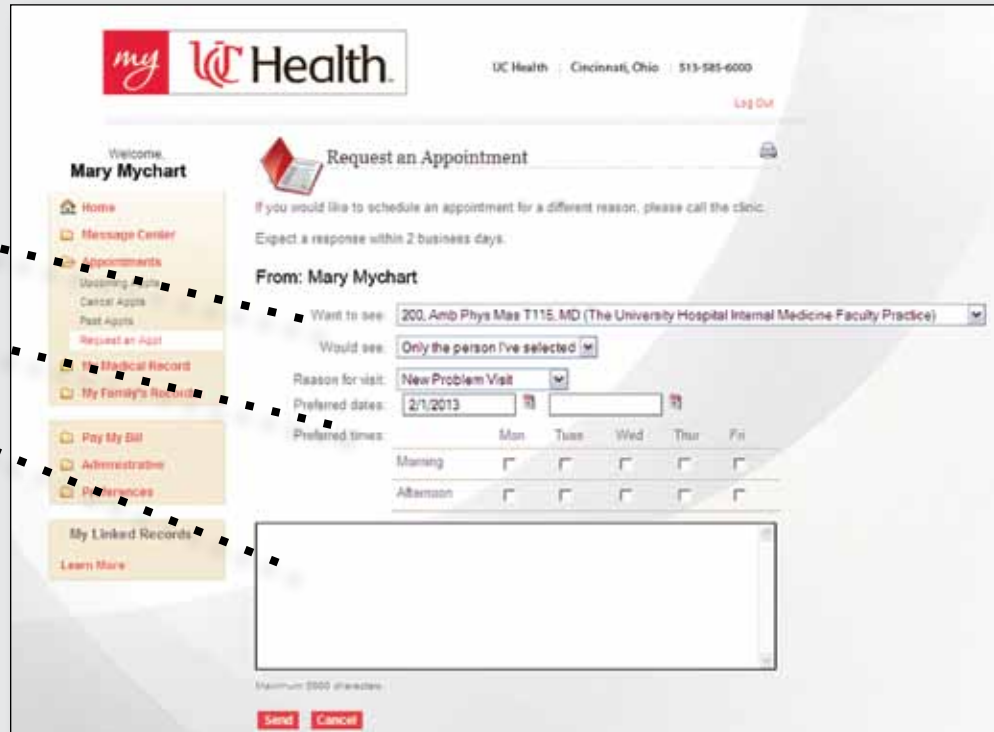 my UC Health.
UC Health Cincinnati, Ohio 513-585-6000
Log Out
Welcome,
Mary Mychart
Home
Message Center
Appointments
Upcoming Appts
Cancel Appts
Past Appts
Request an Appt
My Medical Record
My Family's Records
Pay My Bill
Administrative
Preferences
My Linked Records
Learn More
Request an Appointment
If you would like to schedule an appointment for a different reason, please call the clinic.
Expect a response within 2 business days.
From: Mary Mychart
Want to see: 200, Amb Phys Mas T115, MD (The University Hospital Internal Medicine Faculty Practice)
Would see: Only the person I've selected
Reason for visit: New Problem Visit
Preferred dates: 2/1/2013
Preferred times: Mon Tues Wed Thur Fri
Morning
Afternoon
Maximum 5000 characters
Send Cancel